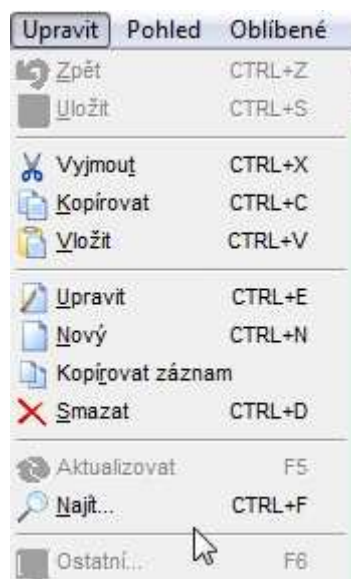 Upravit Pohled Oblíbené
Zpět CTRL+Z
Uložit CTRL+S
Vyjmout CTRL+X
Kopírovat CTRL+C
Vložit CTRL+V
Upravit CTRL+E
Nový CTRL+N
Kopírovat záznam
Smazat CTRL+D
Aktualizovat F5
Najít... CTRL+F
Ostatní... F6